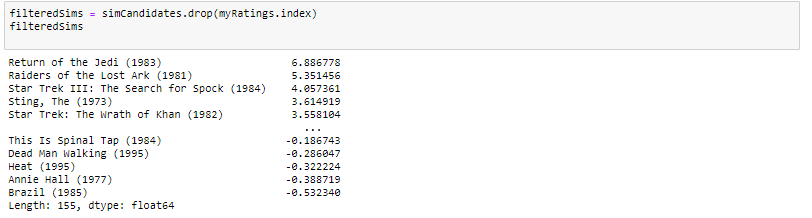 filteredSims = simCandidates.drop(myRatings.index)
filteredSims
Return of the Jedi (1983) 6.886778
Raiders of the Lost Ark (1981) 5.351456
Star Trek III: The Search for Spock (1984) 4.057361
Sting, The (1973) 3.614919
Star Trek: The Wrath of Khan (1982) 3.558104
...
This Is Spinal Tap (1984) -0.186743
Dead Man Walking (1995) -0.286047
Heat (1995) -0.322224
Annie Hall (1977) -0.388719
Brazil (1985) -0.532340
Length: 155, dtype: float64